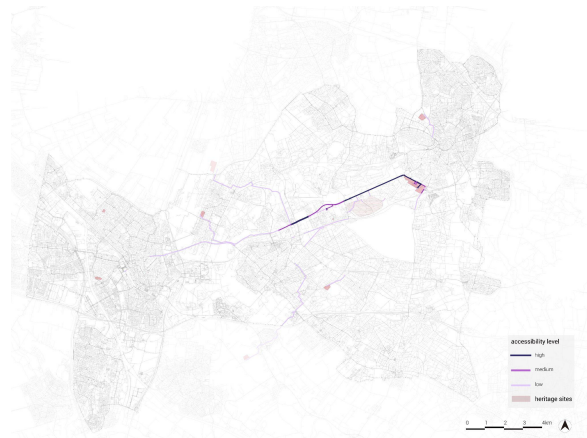 accessibility level
high
medium
low
heritage sites
0 1 2 3 4km